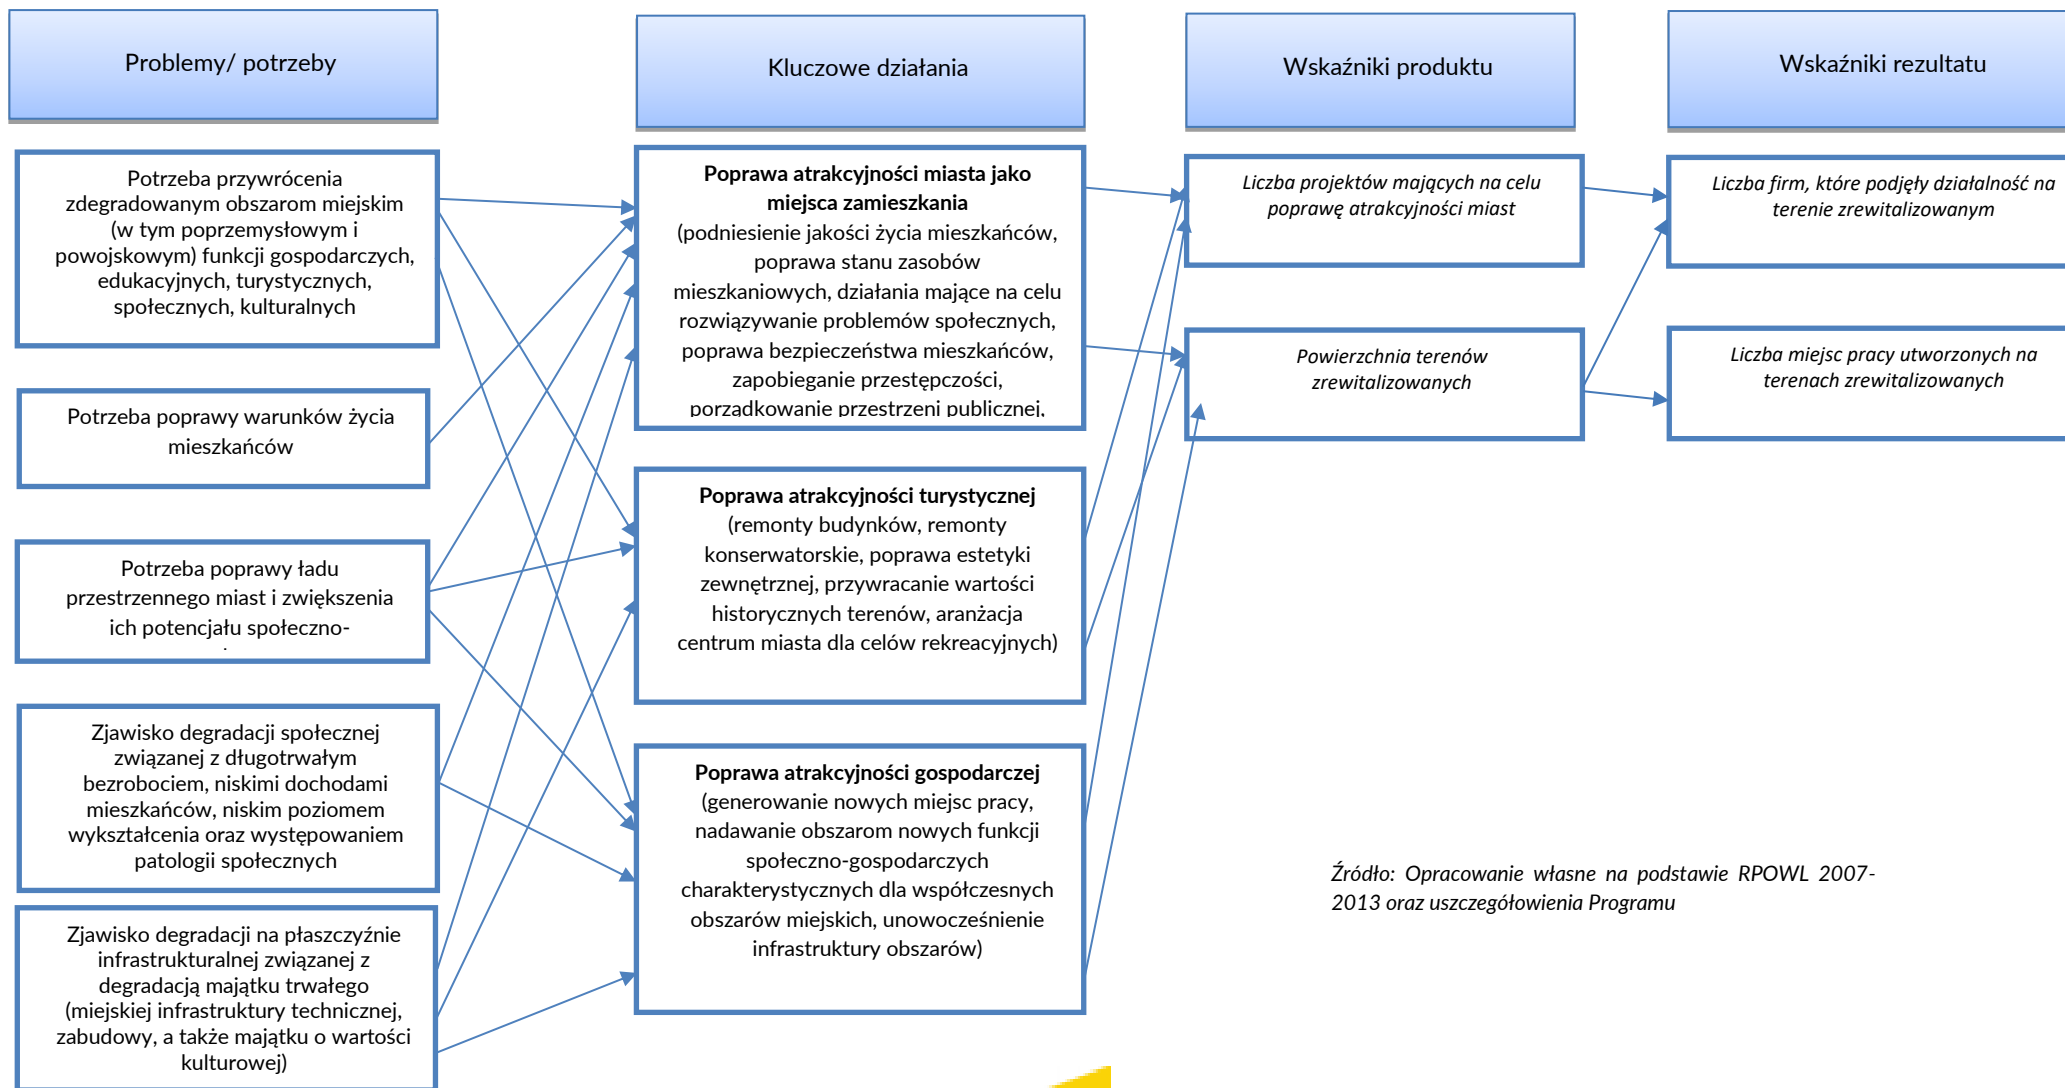 Problemy/ potrzeby
Kluczowe działania
Wskaźniki produktu
Wskaźniki rezultatu
Potrzeba przywrócenia
zdegradowanym obszarom miejskim
(w tym poprzemysłowym i
powojskowym) funkcji gospodarczych,
edukacyjnych, turystycznych,
społecznych, kulturalnych
Potrzeba poprawy warunków życia
mieszkańców
Potrzeba poprawy ładu
przestrzennego miast i zwiększenia
ich potencjału społeczno-
Zjawisko degradacji społecznej
związanej z długotrwałym
bezrobociem, niskimi dochodami
mieszkańców, niskim poziomem
wykształcenia oraz występowaniem
patologii społecznych
Zjawisko degradacji na płaszczyźnie
infrastrukturalnej związanej z
degradacją majątku trwałego
(miejskiej infrastruktury technicznej,
zabudowy, a także majątku o wartości
kulturowej)
Poprawa atrakcyjności miasta jako
miejsca zamieszkania
(podniesienie jakości życia mieszkańców,
poprawa stanu zasobów
mieszkaniowych, działania mające na celu
rozwiązywanie problemów społecznych,
poprawa bezpieczeństwa mieszkańców,
zapobieganie przestępczości,
porządkowanie przestrzeni publicznej,
Poprawa atrakcyjności turystycznej
(remonty budynków, remonty
konserwatorskie, poprawa estetyki
zewnętrznej, przywracanie wartości
historycznych terenów, aranżacja
centrum miasta dla celów rekreacyjnych)
Poprawa atrakcyjności gospodarczej
(generowanie nowych miejsc pracy,
nadawanie obszarom nowych funkcji
społeczno-gospodarczych
charakterystycznych dla współczesnych
obszarów miejskich, unowocześnienie
infrastruktury obszarów)
Liczba projektów mających na celu
poprawę atrakcyjności miast
Powierzchnia terenów
zrewitalizowanych
Liczba firm, które podjęły działalność na
terenie zrewitalizowanym
Liczba miejsc pracy utworzonych na
terenach zrewitalizowanych
Źródło: Opracowanie własne na podstawie RPOWL 2007-
2013 oraz uszczegółowienia Programu